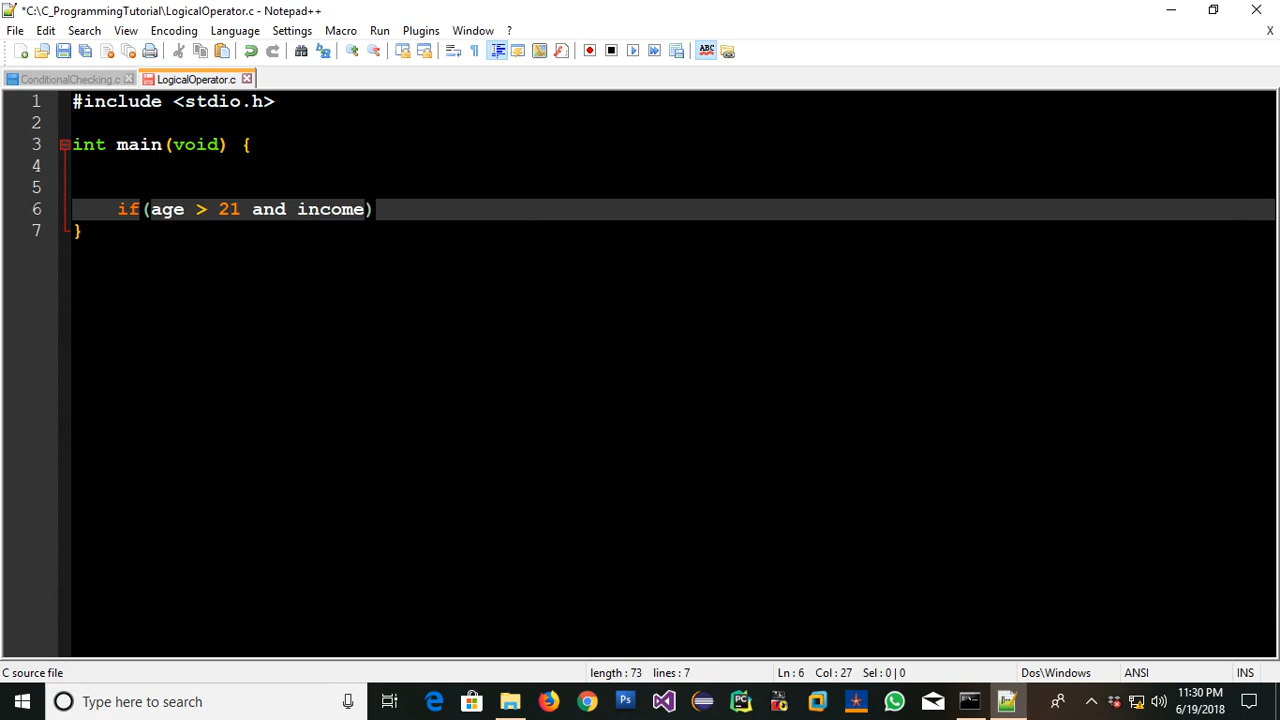 *C:\C_ProgrammingTutorial\LogicalOperator.c - Notepad++
File Edit Search View Encoding Language Settings Macro Run Plugins Window ? X
ConditionalChecking.c LogicalOperator.c
1 #include <stdio.h>
2
3 int main(void) {
4
5
6 if(age > 21 and income)
7 }
C source file length : 73 lines : 7 Ln : 6 Col : 27 Sel : 0 | 0 Dos\Windows ANSI INS
Type here to search
11:30 PM
6/19/2018